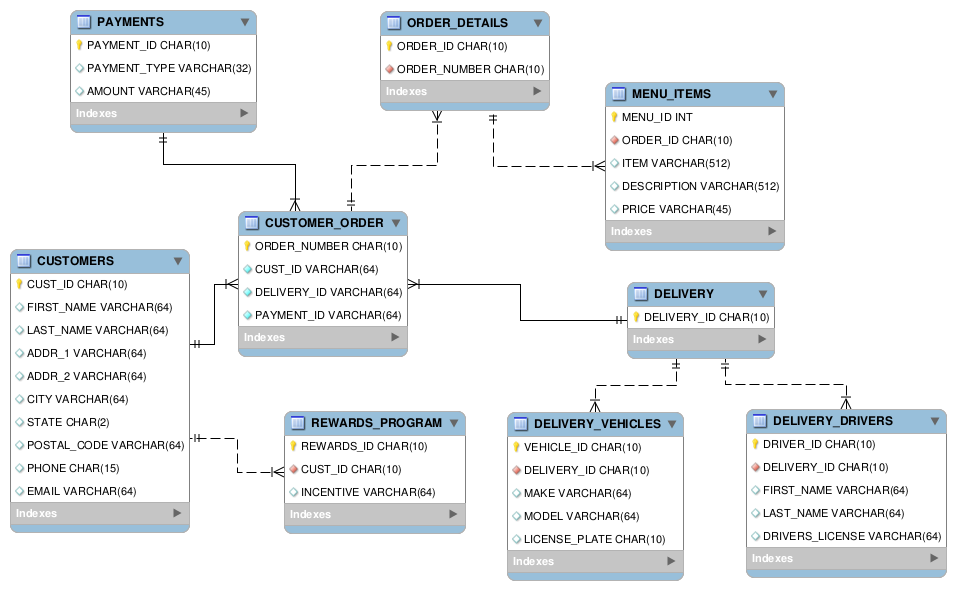 PAYMENTS
PAYMENT_ID CHAR(10)
PAYMENT_TYPE VARCHAR(32)
AMOUNT VARCHAR(45)
Indexes
ORDER_DETAILS
ORDER_ID CHAR(10)
ORDER_NUMBER CHAR(10)
Indexes
MENU_ITEMS
MENU_ID INT
ORDER_ID CHAR(10)
ITEM VARCHAR(512)
DESCRIPTION VARCHAR(512)
PRICE VARCHAR(45)
Indexes
CUSTOMER_ORDER
ORDER_NUMBER CHAR(10)
CUST_ID VARCHAR(64)
DELIVERY_ID VARCHAR(64)
PAYMENT_ID VARCHAR(64)
Indexes
CUSTOMERS
CUST_ID CHAR(10)
FIRST_NAME VARCHAR(64)
LAST_NAME VARCHAR(64)
ADDR_1 VARCHAR(64)
ADDR_2 VARCHAR(64)
CITY VARCHAR(64)
STATE CHAR(2)
POSTAL_CODE VARCHAR(64)
PHONE CHAR(15)
EMAIL VARCHAR(64)
Indexes
DELIVERY
DELIVERY_ID CHAR(10)
Indexes
REWARDS_PROGRAM
REWARDS_ID CHAR(10)
CUST_ID CHAR(10)
INCENTIVE VARCHAR(64)
Indexes
DELIVERY_VEHICLES
VEHICLE_ID CHAR(10)
DELIVERY_ID CHAR(10)
MAKE VARCHAR(64)
MODEL VARCHAR(64)
LICENSE_PLATE CHAR(10)
Indexes
DELIVERY_DRIVERS
DRIVER_ID CHAR(10)
DELIVERY_ID CHAR(10)
FIRST_NAME VARCHAR(64)
LAST_NAME VARCHAR(64)
DRIVERS_LICENSE VARCHAR(64)
Indexes